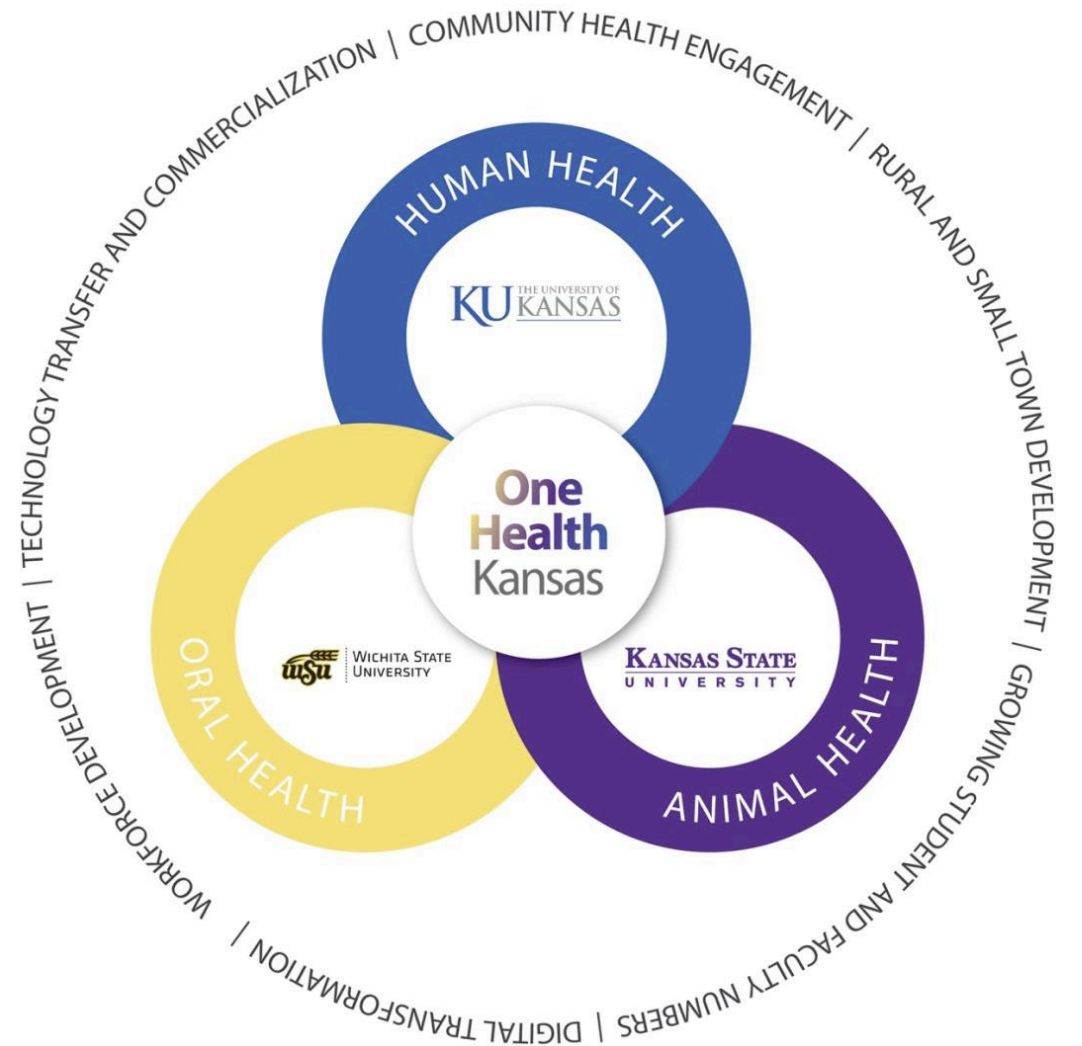 COMMUNITY HEALTH ENGAGEMENT | RURAL AND SMALL TOWN DEVELOPMENT | GROWING STUDENT AND FACULTY NUMBERS | DIGITAL TRANSFORMATION | WORKFORCE DEVELOPMENT | TECHNOLOGY TRANSFER AND COMMERCIALIZATION |
HUMAN HEALTH
KU THE UNIVERSITY OF
KANSAS
One
Health
Kansas
ORAL HEALTH
wsu
WICHITA STATE
UNIVERSITY
KANSAS STATE
UNIVERSITY
ANIMAL HEALTH